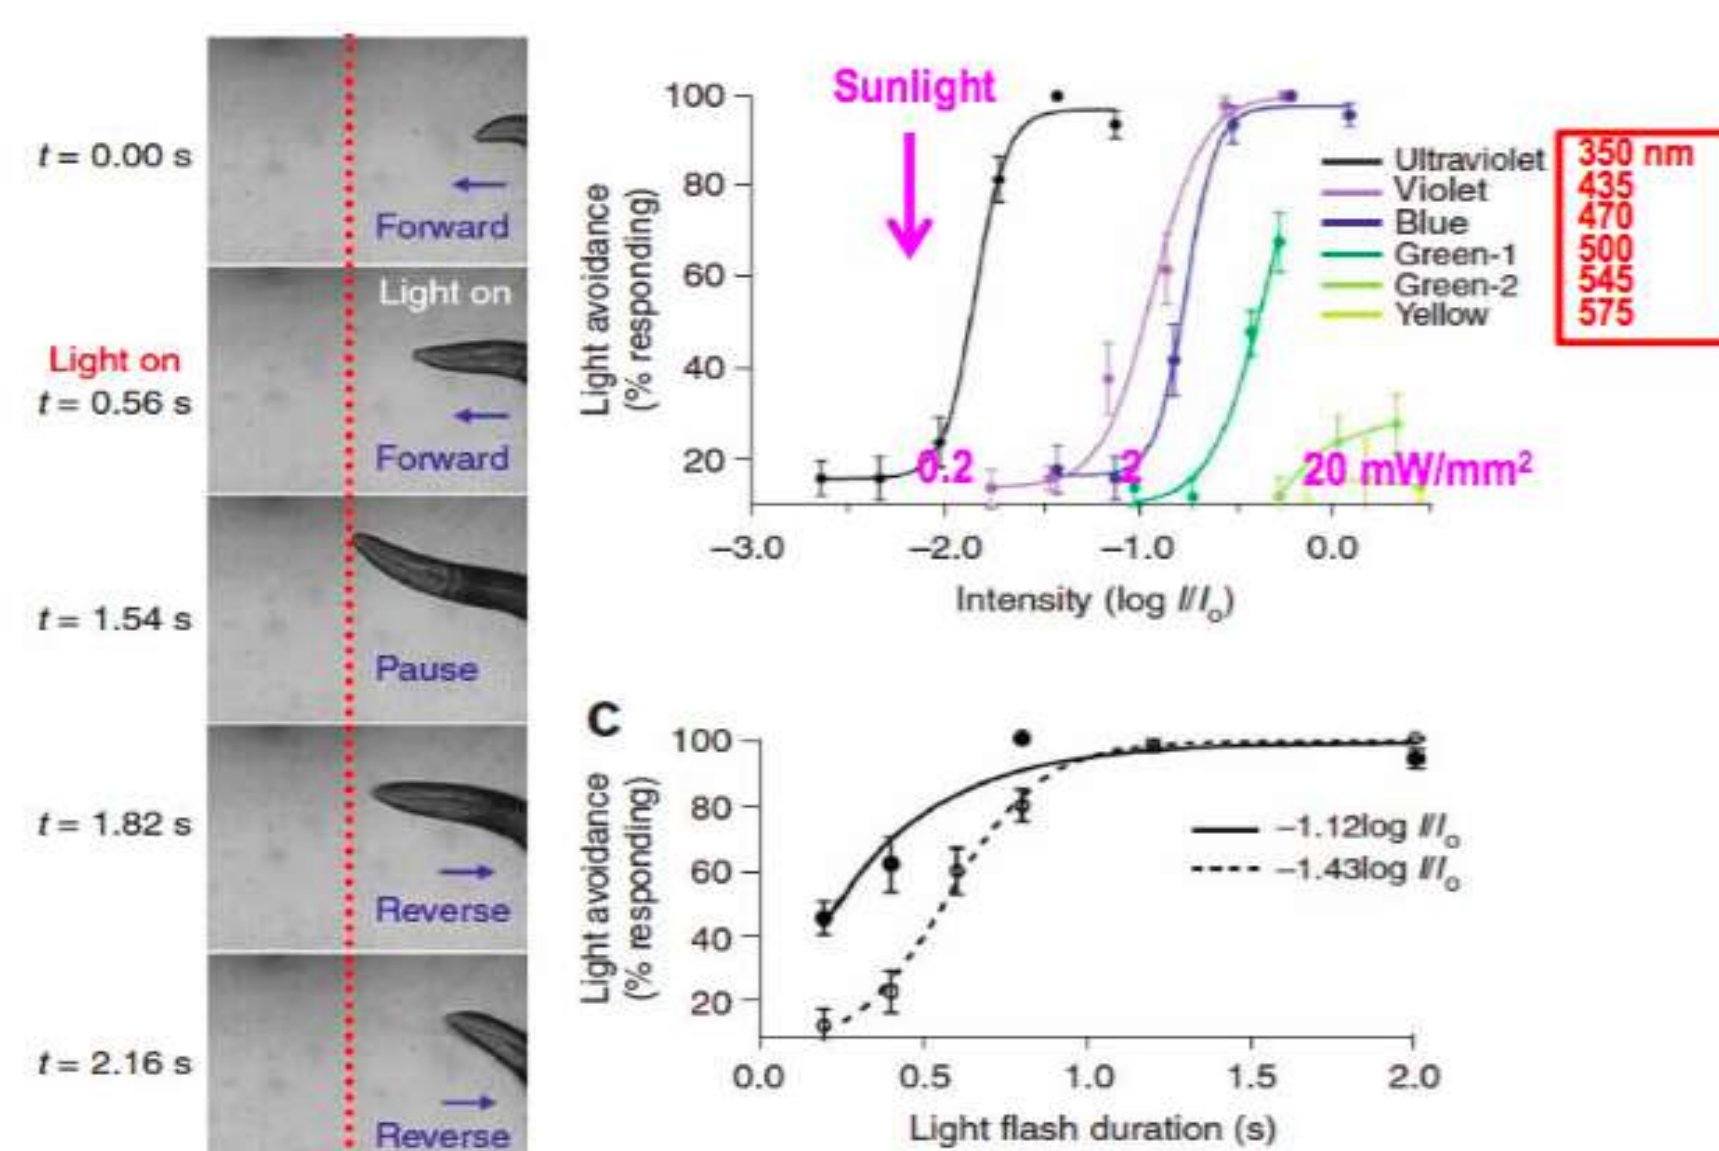 t = 0.00 s
Forward
Light on
Light on
t = 0.56 s
Forward
t = 1.54 s
Pause
t = 1.82 s
Reverse
t = 2.16 s
Reverse
Sunlight
Light avoidance
(% responding)
100
80
60
40
20
0.2
2
20 mW/mm²
−3.0
−2.0
−1.0
0.0
Intensity (log I/Iₒ)
Ultraviolet 350 nm
Violet 435
Blue 470
Green-1 500
Green-2 545
Yellow 575
C
Light avoidance
(% responding)
100
80
60
40
20
−1.12log I/Iₒ
−1.43log I/Iₒ
0.0
0.5
1.0
1.5
2.0
Light flash duration (s)